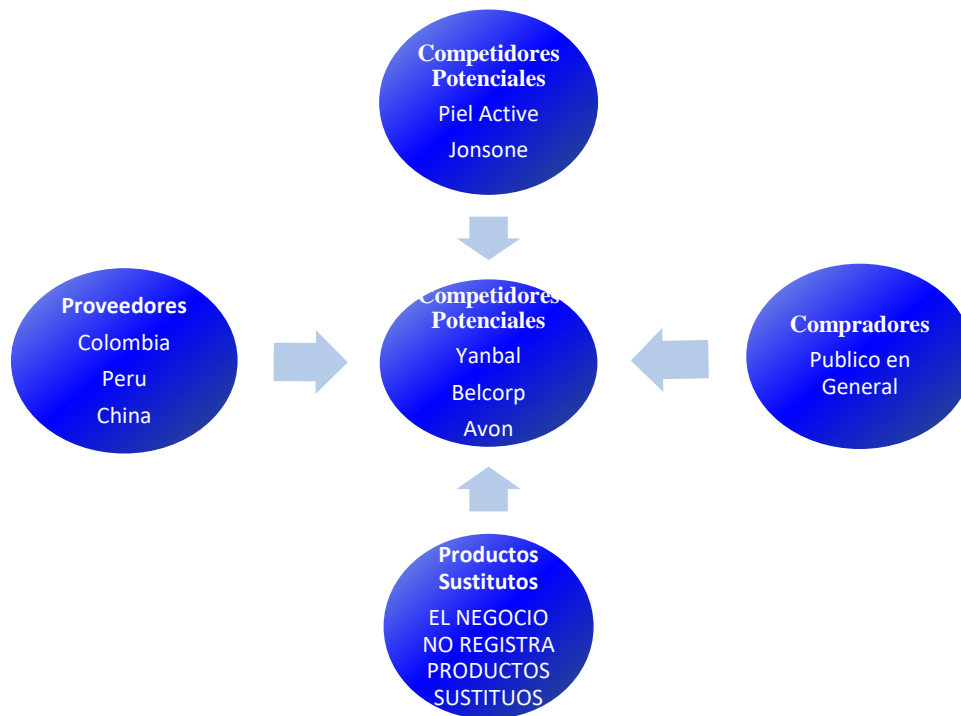 Competidores
Potenciales
Piel Active
Jonsone
Proveedores
Colombia
Peru
China
Competidores
Potenciales
Yanbal
Belcorp
Avon
Compradores
Publico en
General
Productos
Sustitutos
EL NEGOCIO
NO REGISTRA
PRODUCTOS
SUSTITUOS